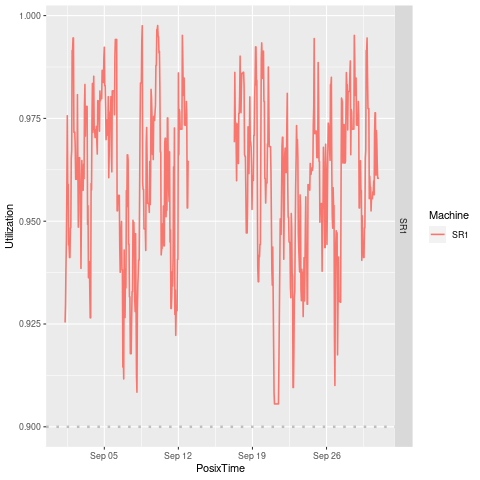 1.000
0.975
0.950
0.925
0.900
Utilization
Sep 05
Sep 12
Sep 19
Sep 26
PosixTime
SR1
Machine
SR1